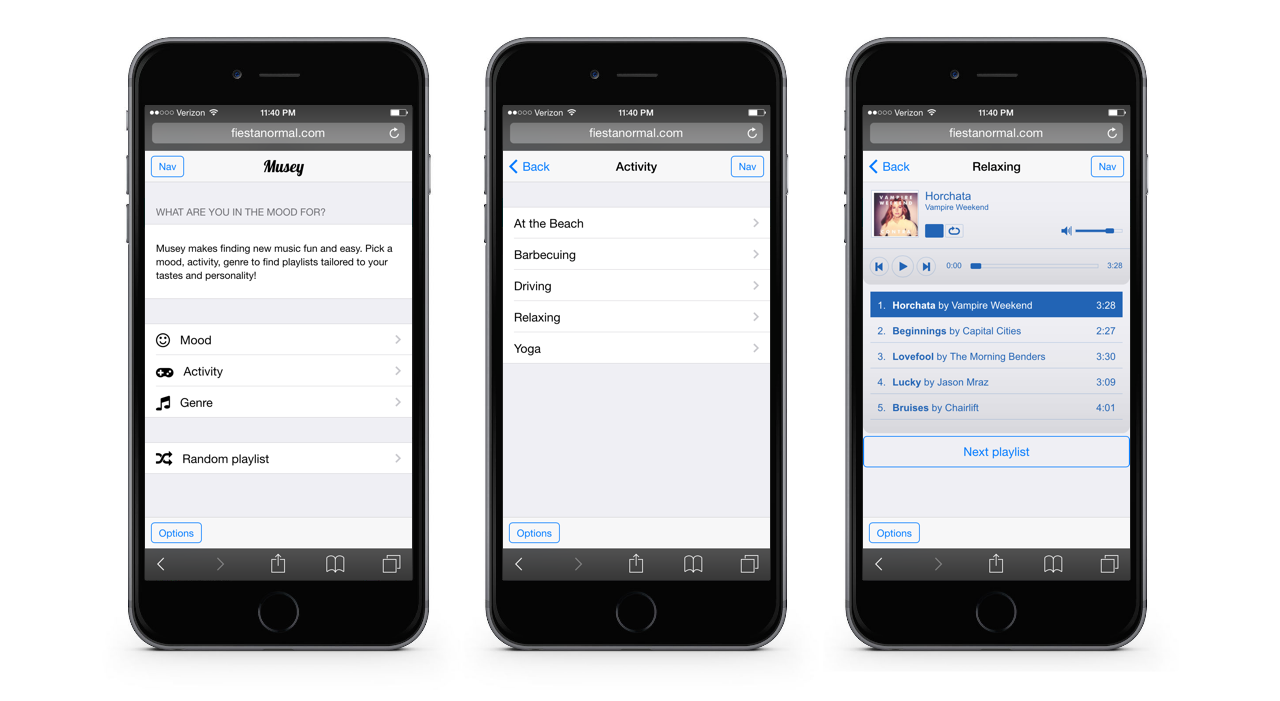 Verizon 11:40 PM
fiestanormal.com
Nav Musey
WHAT ARE YOU IN THE MOOD FOR?
Musey makes finding new music fun and easy. Pick a
mood, activity, genre to find playlists tailored to your
tastes and personality!
Mood
Activity
Genre
Random playlist
Options
Verizon 11:40 PM
fiestanormal.com
Back Activity Nav
At the Beach
Barbecuing
Driving
Relaxing
Yoga
Options
Verizon 11:40 PM
fiestanormal.com
Back Relaxing Nav
VAMPIRE
WEEKEND
Horchata
Vampire Weekend
0:00 3:28
1. Horchata by Vampire Weekend 3:28
2. Beginnings by Capital Cities 2:27
3. Lovefool by The Morning Benders 3:30
4. Lucky by Jason Mraz 3:09
5. Bruises by Chairlift 4:01
Next playlist
Options